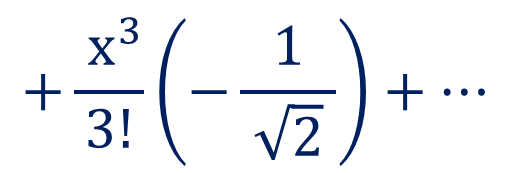 + x³/3! (− 1/√2) + ⋯